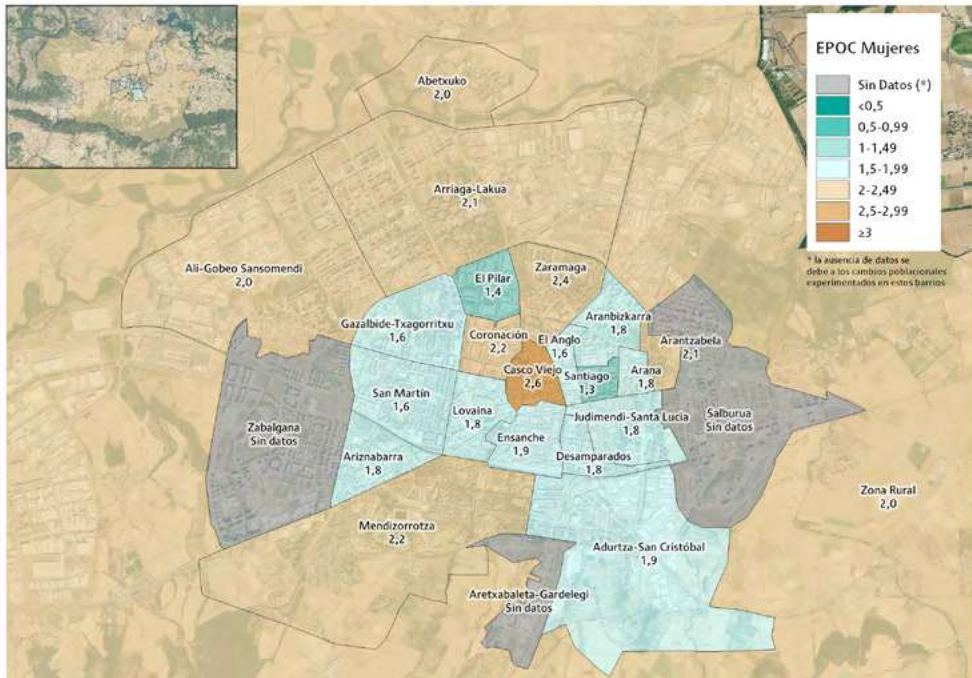 EPOC Mujeres
Sin Datos (*)
<0,5
0,5-0,99
1-1,49
1,5-1,99
2-2,49
2,5-2,99
≥3
* la ausencia de datos se
debe a los cambios poblacionales
experimentados en estos barrios
Abetxuko
2,0
Arriaga-Lakua
2,1
Ali-Gobeo Sansomendi
2,0
El Pilar
1,4
Zaramaga
2,4
Gazalbide-Txagorritxu
1,6
Coronación
2,2
El Anglo
1,6
Aranbizkarra
1,8
Arantzabela
2,1
Casco Viejo
2,6
Santiago
1,3
Arana
1,8
San Martín
1,6
Lovaina
1,8
Judimendi-Santa Lucía
1,8
Salburua
Sin datos
Zabalgana
Sin datos
Ensanche
1,9
Ariznabarra
1,8
Desamparados
1,8
Zona Rural
2,0
Mendizorrotza
2,2
Adurtza-San Cristóbal
1,9
Aretxabaleta-Gardelegi
Sin datos